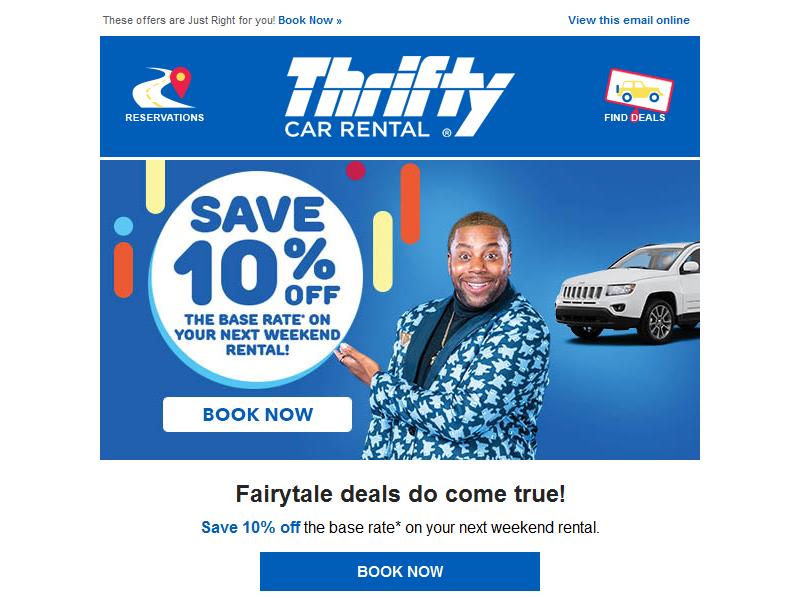 These offers are Just Right for you! Book Now »
View this email online
Thrifty
CAR RENTAL ®
RESERVATIONS
FIND DEALS
SAVE
10%
OFF
THE BASE RATE* ON
YOUR NEXT WEEKEND
RENTAL!
BOOK NOW
Fairytale deals do come true!
Save 10% off the base rate* on your next weekend rental.
BOOK NOW